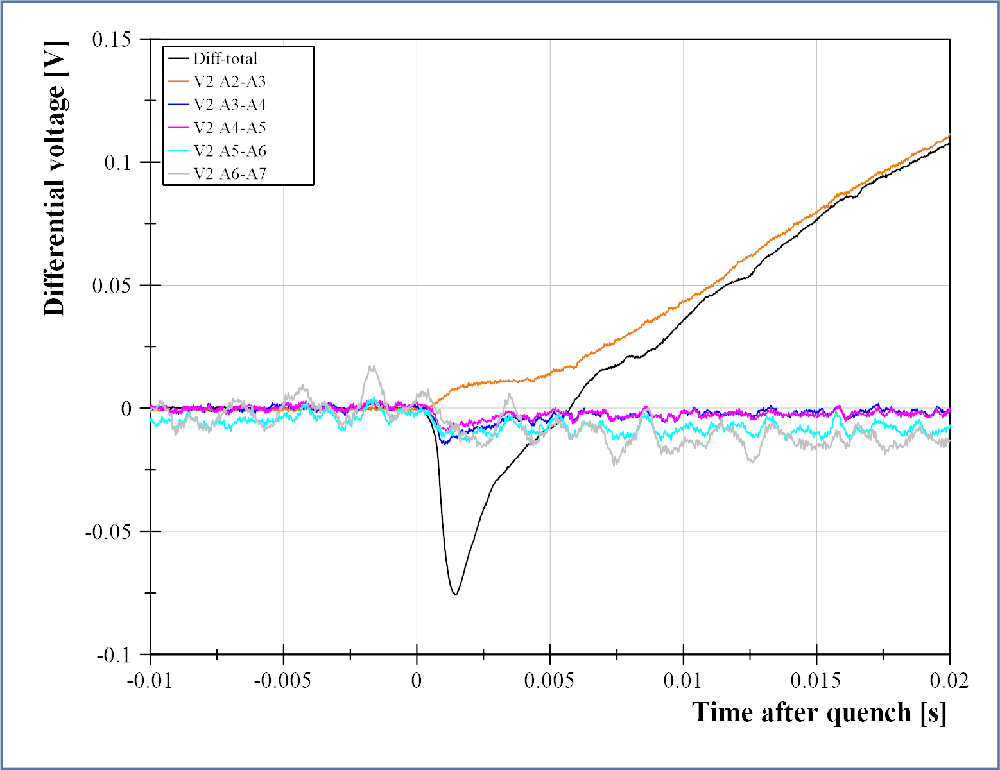 Differential voltage [V]
0.15
0.1
0.05
0
-0.05
-0.1
Diff-total
V2 A2-A3
V2 A3-A4
V2 A4-A5
V2 A5-A6
V2 A6-A7
-0.01 -0.005 0 0.005 0.01 0.015 0.02
Time after quench [s]